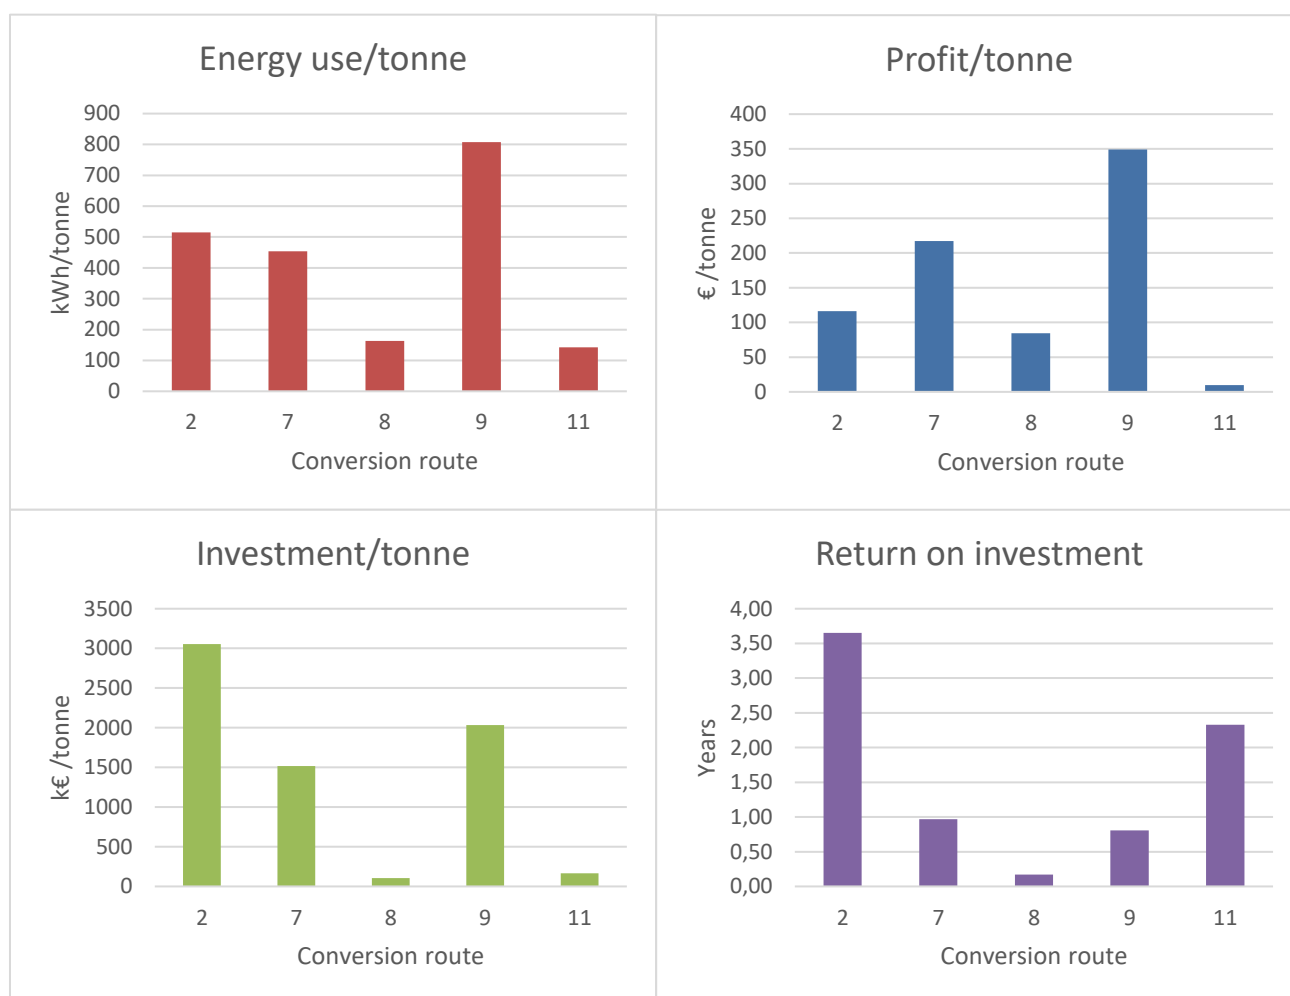 Energy use/tonne
kWh/tonne
900
800
700
600
500
400
300
200
100
0
2 7 8 9 11
Conversion route
Profit/tonne
€ /tonne
400
350
300
250
200
150
100
50
0
2 7 8 9 11
Conversion route
Investment/tonne
k€ /tonne
3500
3000
2500
2000
1500
1000
500
0
2 7 8 9 11
Conversion route
Return on investment
Years
4,00
3,50
3,00
2,50
2,00
1,50
1,00
0,50
0,00
2 7 8 9 11
Conversion route